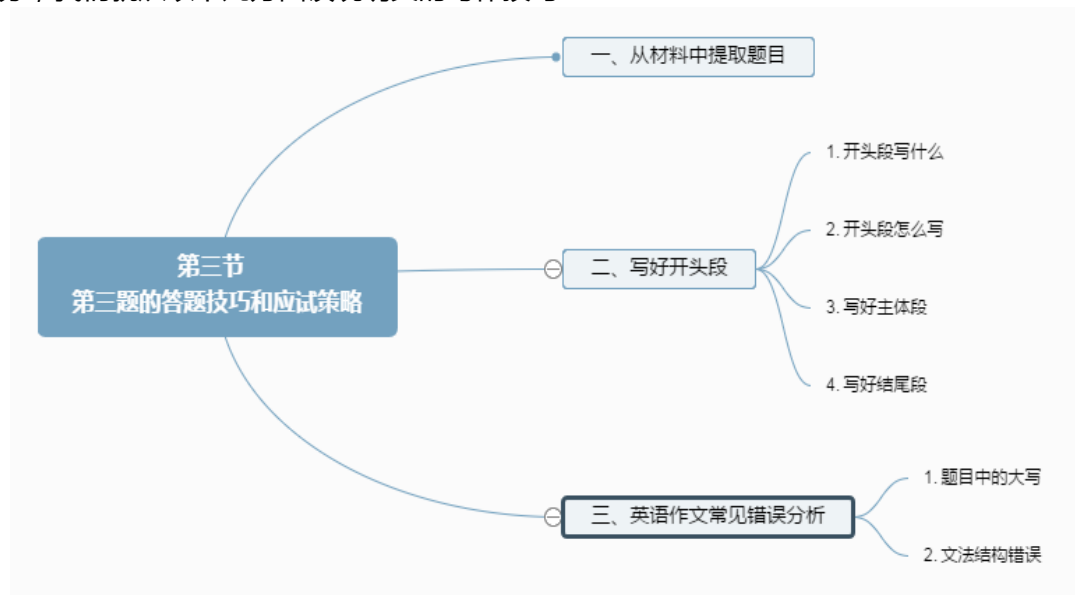 第三节
第三题的答题技巧和应试策略
一、从材料中提取题目
二、写好开头段
1.开头段写什么
2.开头段怎么写
3.写好主体段
4.写好结尾段
三、英语作文常见错误分析
1.题目中的大写
2.文法结构错误